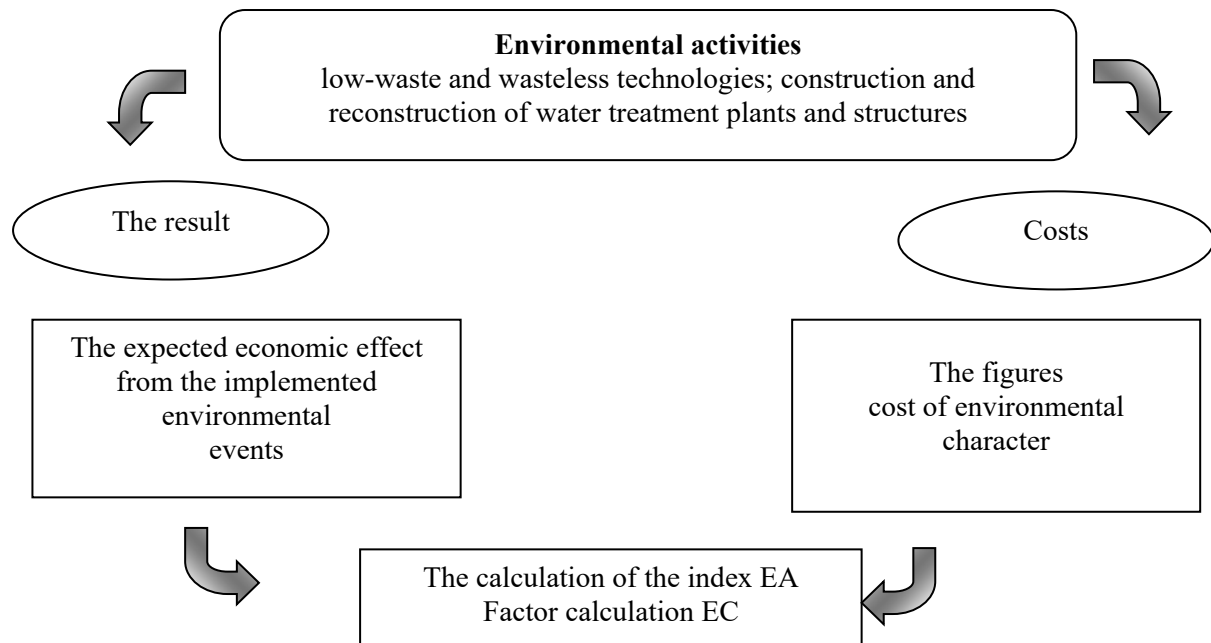 Environmental activities
low-waste and wasteless technologies; construction and
reconstruction of water treatment plants and structures
The result
Costs
The expected economic effect
from the implemented
environmental
events
The figures
cost of environmental
character
The calculation of the index EA
Factor calculation EC